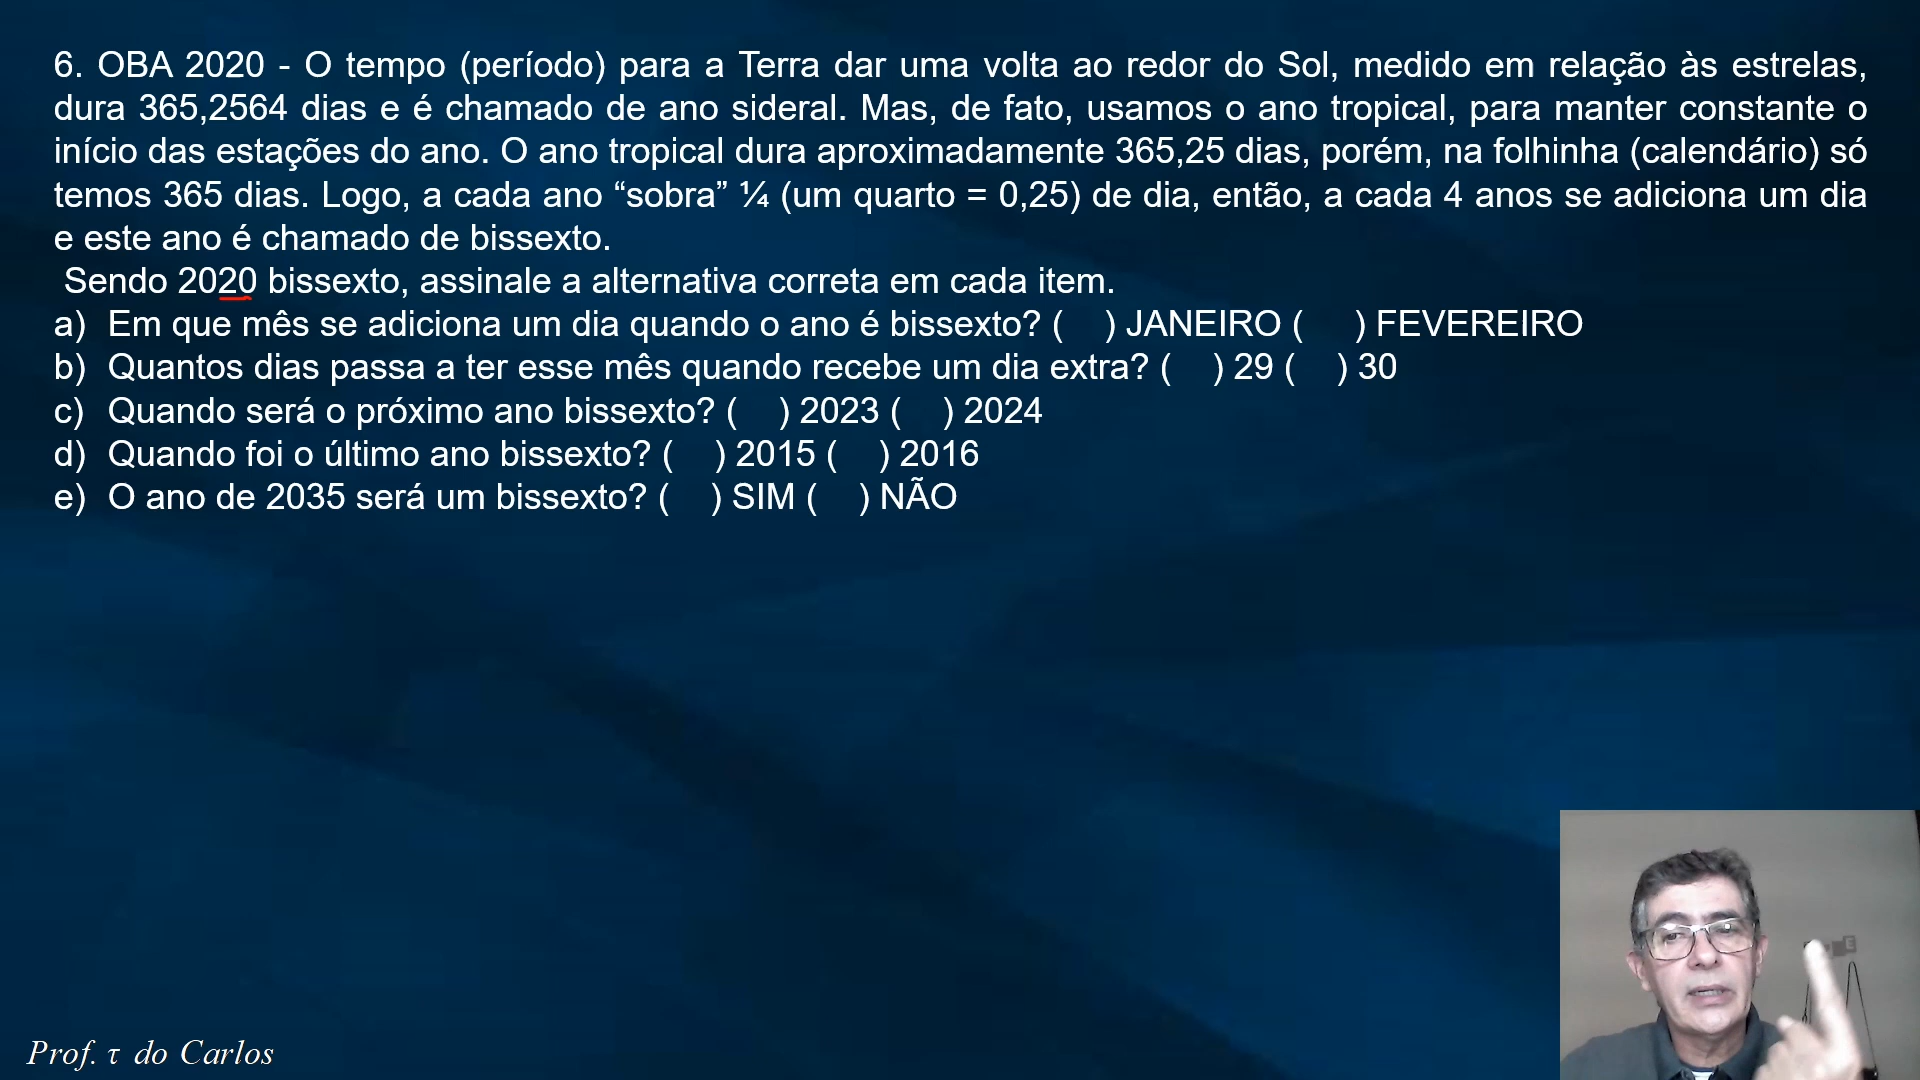 6. OBA 2020 - O tempo (período) para a Terra dar uma volta ao redor do Sol, medido em relação às estrelas,
dura 365,2564 dias e é chamado de ano sideral. Mas, de fato, usamos o ano tropical, para manter constante o
início das estações do ano. O ano tropical dura aproximadamente 365,25 dias, porém, na folhinha (calendário) só
temos 365 dias. Logo, a cada ano “sobra” ¼ (um quarto = 0,25) de dia, então, a cada 4 anos se adiciona um dia
e este ano é chamado de bissexto.
Sendo 2020 bissexto, assinale a alternativa correta em cada item.
a) Em que mês se adiciona um dia quando o ano é bissexto? ( ) JANEIRO ( ) FEVEREIRO
b) Quantos dias passa a ter esse mês quando recebe um dia extra? ( ) 29 ( ) 30
c) Quando será o próximo ano bissexto? ( ) 2023 ( ) 2024
d) Quando foi o último ano bissexto? ( ) 2015 ( ) 2016
e) O ano de 2035 será um bissexto? ( ) SIM ( ) NÃO
Prof. τ do Carlos